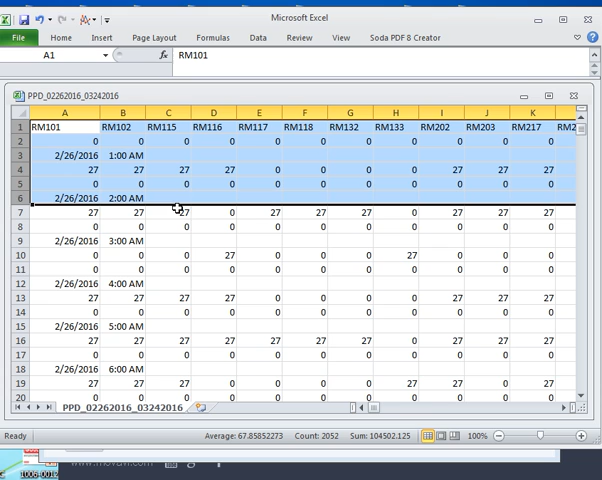 Microsoft Excel
File Home Insert Page Layout Formulas Data Review View Soda PDF 8 Creator
A1 fx RM101
PPD_02262016_03242016
A B C D E F G H I J K
1 RM101 RM102 RM115 RM116 RM117 RM118 RM132 RM133 RM202 RM203 RM217 RM2
2 0 0 0 0 0 0 0 0 0 0 0
3 2/26/2016 1:00 AM
4 27 27 27 27 0 0 0 0 27 27 27
5 0 0 0 0 0 0 0 0 0 0 0
6 2/26/2016 2:00 AM
7 27 27 27 0 27 27 27 0 27 27 27
8 0 0 0 0 0 0 0 0 0 0 0
9 2/26/2016 3:00 AM
10 0 0 0 27 0 0 0 27 0 0 0
11 0 0 0 0 0 0 0 0 0 0 0
12 2/26/2016 4:00 AM
13 27 27 27 0 0 0 0 0 27 27 27
14 0 0 0 0 0 0 0 0 0 0 0
15 2/26/2016 5:00 AM
16 27 27 27 0 27 27 27 0 27 27 27
17 0 0 0 0 0 0 0 0 0 0 0
18 2/26/2016 6:00 AM
19 27 27 27 0 0 0 0 27 27 0 27
20 0 0 0 0 0 0 0 0 0 0 0
PPD_02262016_03242016
Ready Average: 67.85852273 Count: 2052 Sum: 104502.125 100%